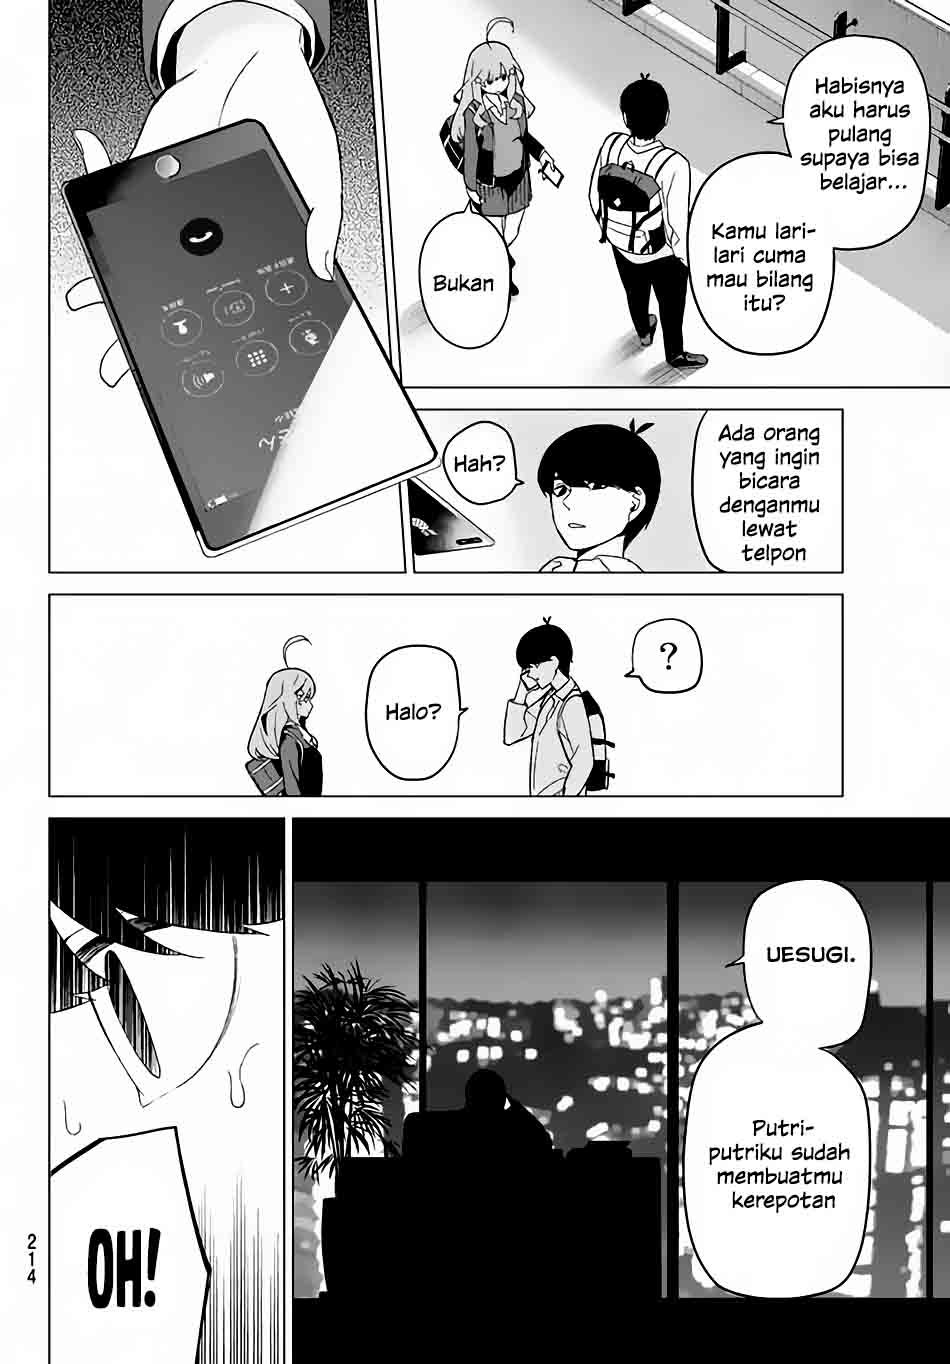 Habisnya
aku harus
pulang
supaya bisa
belajar...
Kamu lari-
lari cuma
mau bilang
itu?
Bukan
Ada orang
yang ingin
bicara
denganmu
lewat
telpon
Hah?
?
Halo?
UESUGI.
Putri-
putriku sudah
membuatmu
kerepotan
OH!
214